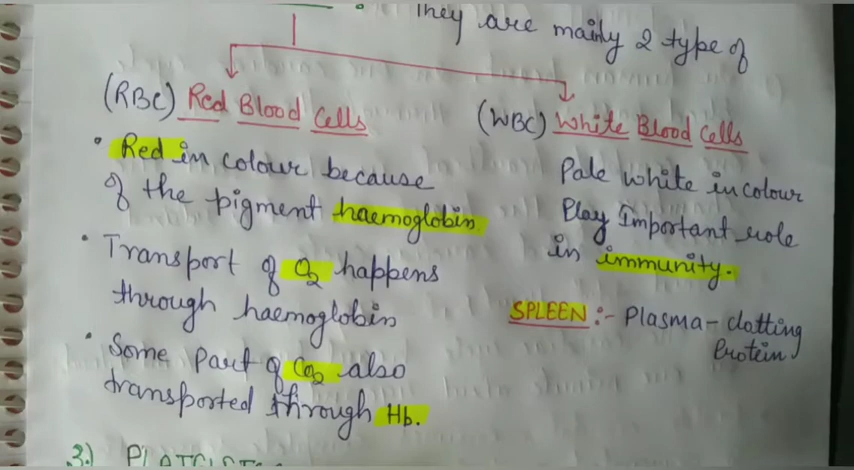 They are mainly 2 type of
(RBC) Red Blood Cells
• Red in colour because
of the pigment haemoglobin.
• Transport of O₂ happens
through haemoglobin
• Some part of CO₂ also
transported through Hb.
(WBC) White Blood Cells
Pale white in colour
Play Important role
in immunity.
SPLEEN :- Plasma - clotting
Protein
3.)